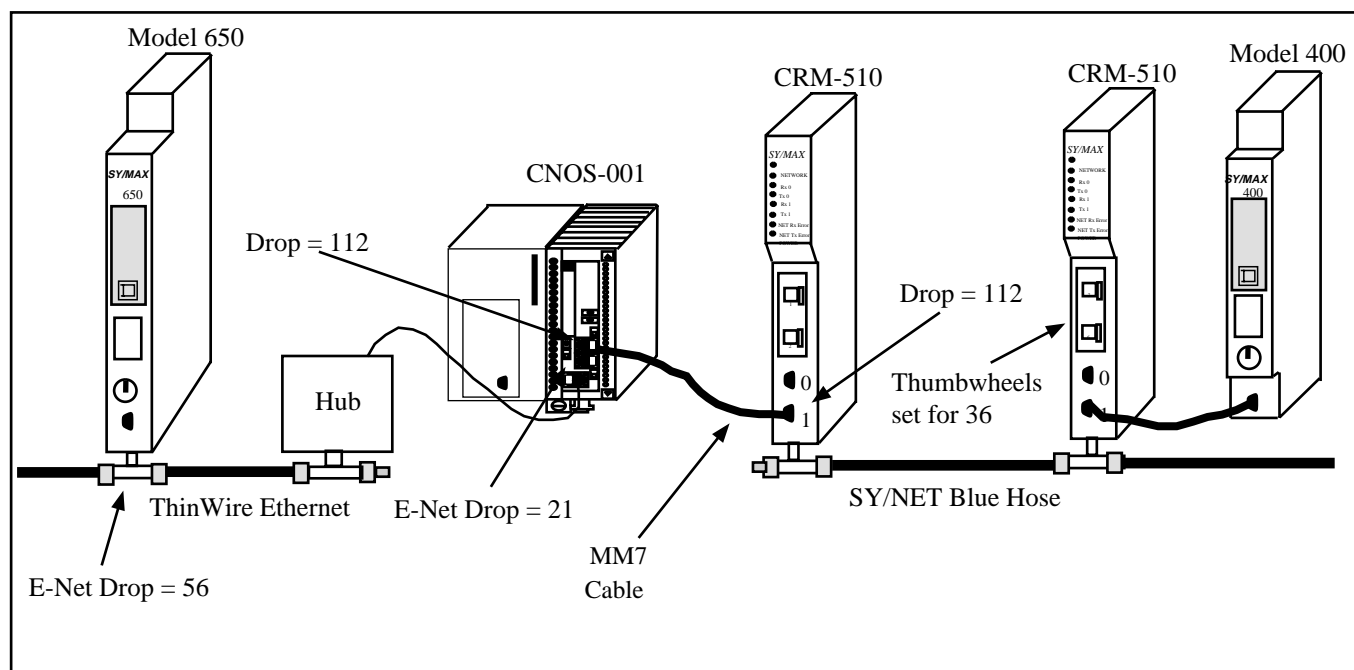 Model 650
CRM-510
CRM-510
Model 400
SY/MAX
650
CNOS-001
SY/MAX
NETWORK
Rx 0
Tx 0
Rx 1
Tx 1
NET Rx Error
NET Tx Error
SY/MAX
NETWORK
Rx 0
Tx 0
Rx 1
Tx 1
NET Rx Error
NET Tx Error
SY/MAX
400
Drop = 112
Drop = 112
Hub
0
1
Thumbwheels
set for 36
0
1
ThinWire Ethernet
E-Net Drop = 21
SY/NET Blue Hose
E-Net Drop = 56
MM7
Cable